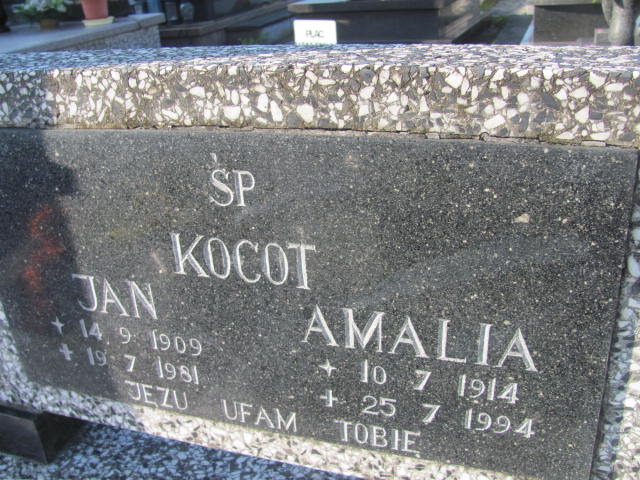 PLAC
ŚP
KOCOT
JAN
* 14 . 9 . 1909
+ 19 . 7 . 1981
AMALIA
* 10 . 7 . 1914
+ 25 . 7 . 1994
JEZU UFAM TOBIE